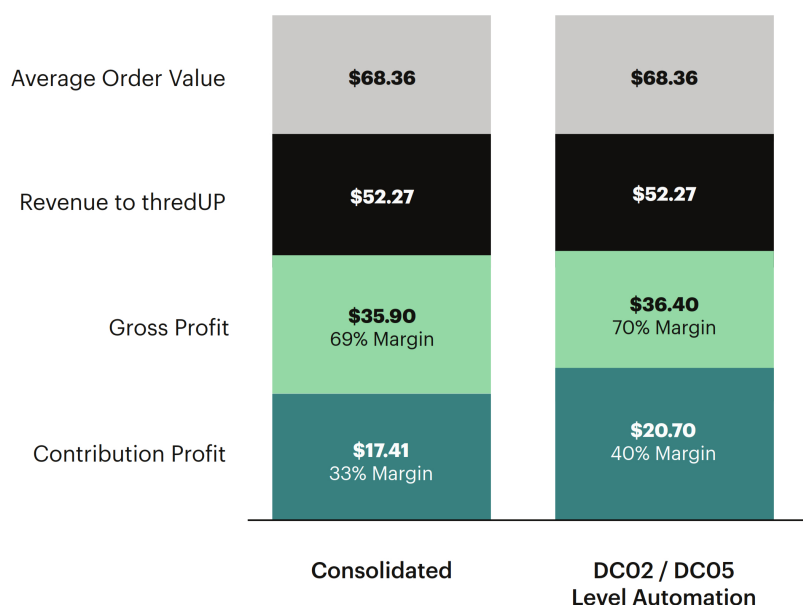 Average Order Value
$68.36
$68.36
Revenue to thredUP
$52.27
$52.27
Gross Profit
$35.90
69% Margin
$36.40
70% Margin
Contribution Profit
$17.41
33% Margin
$20.70
40% Margin
Consolidated
DC02 / DC05
Level Automation